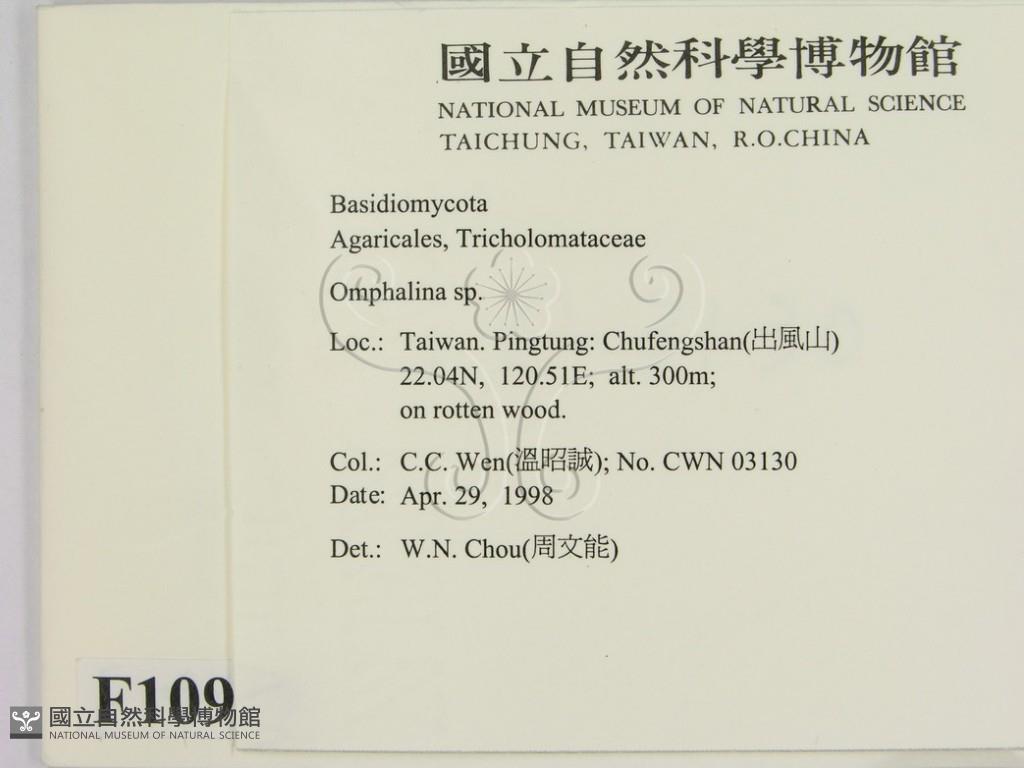 國立自然科學博物館
NATIONAL MUSEUM OF NATURAL SCIENCE
TAICHUNG, TAIWAN, R.O.CHINA
Basidiomycota
Agaricales, Tricholomataceae
Omphalina sp.
Loc.: Taiwan. Pingtung: Chufengshan(出風山)
22.04N, 120.51E; alt. 300m;
on rotten wood.
Col.: C.C. Wen(溫昭誠); No. CWN 03130
Date: Apr. 29, 1998
Det.: W.N. Chou(周文能)
F109
國立自然科學博物館
NATIONAL MUSEUM OF NATURAL SCIENCE